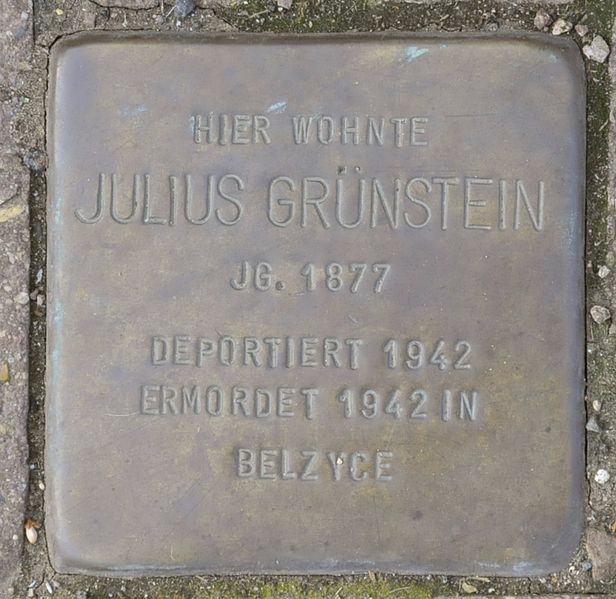 HIER WOHNTE
JULIUS GRÜNSTEIN
JG. 1877
DEPORTIERT 1942
ERMORDET 1942 IN
BELZYCE